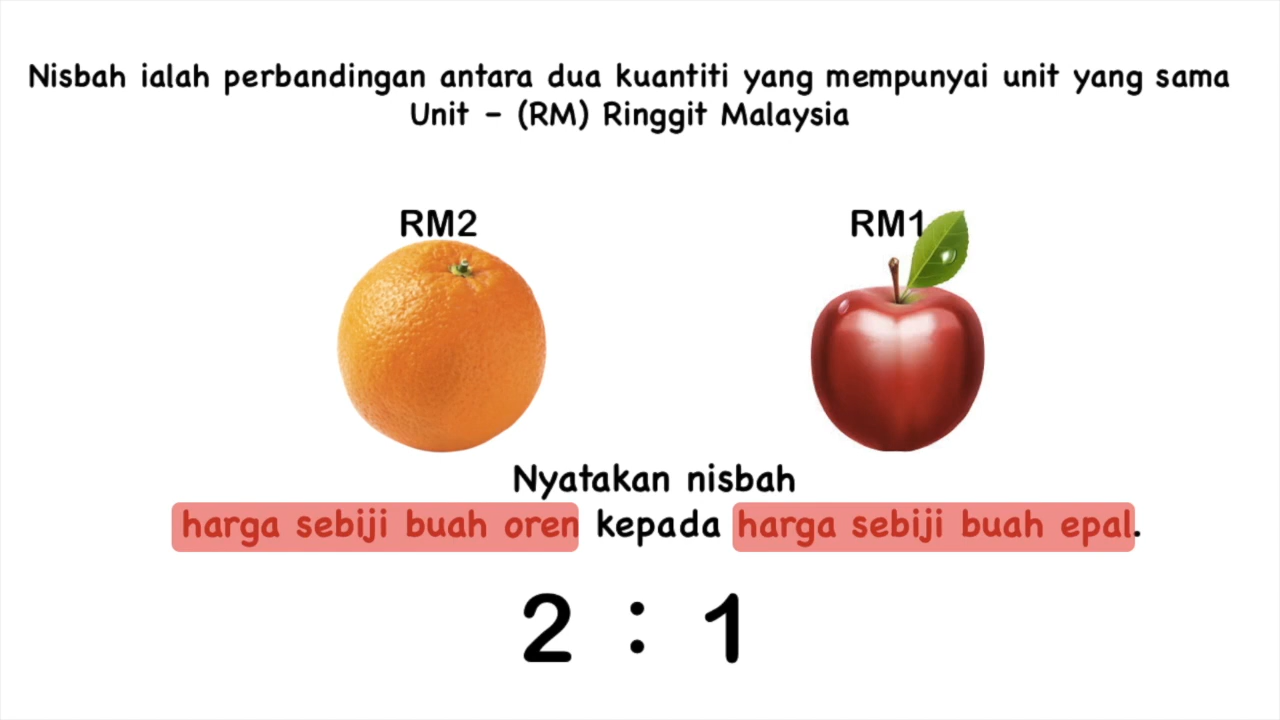 Nisbah ialah perbandingan antara dua kuantiti yang mempunyai unit yang sama
Unit - (RM) Ringgit Malaysia
RM2
RM1
Nyatakan nisbah
harga sebiji buah oren kepada harga sebiji buah epal.
2 : 1